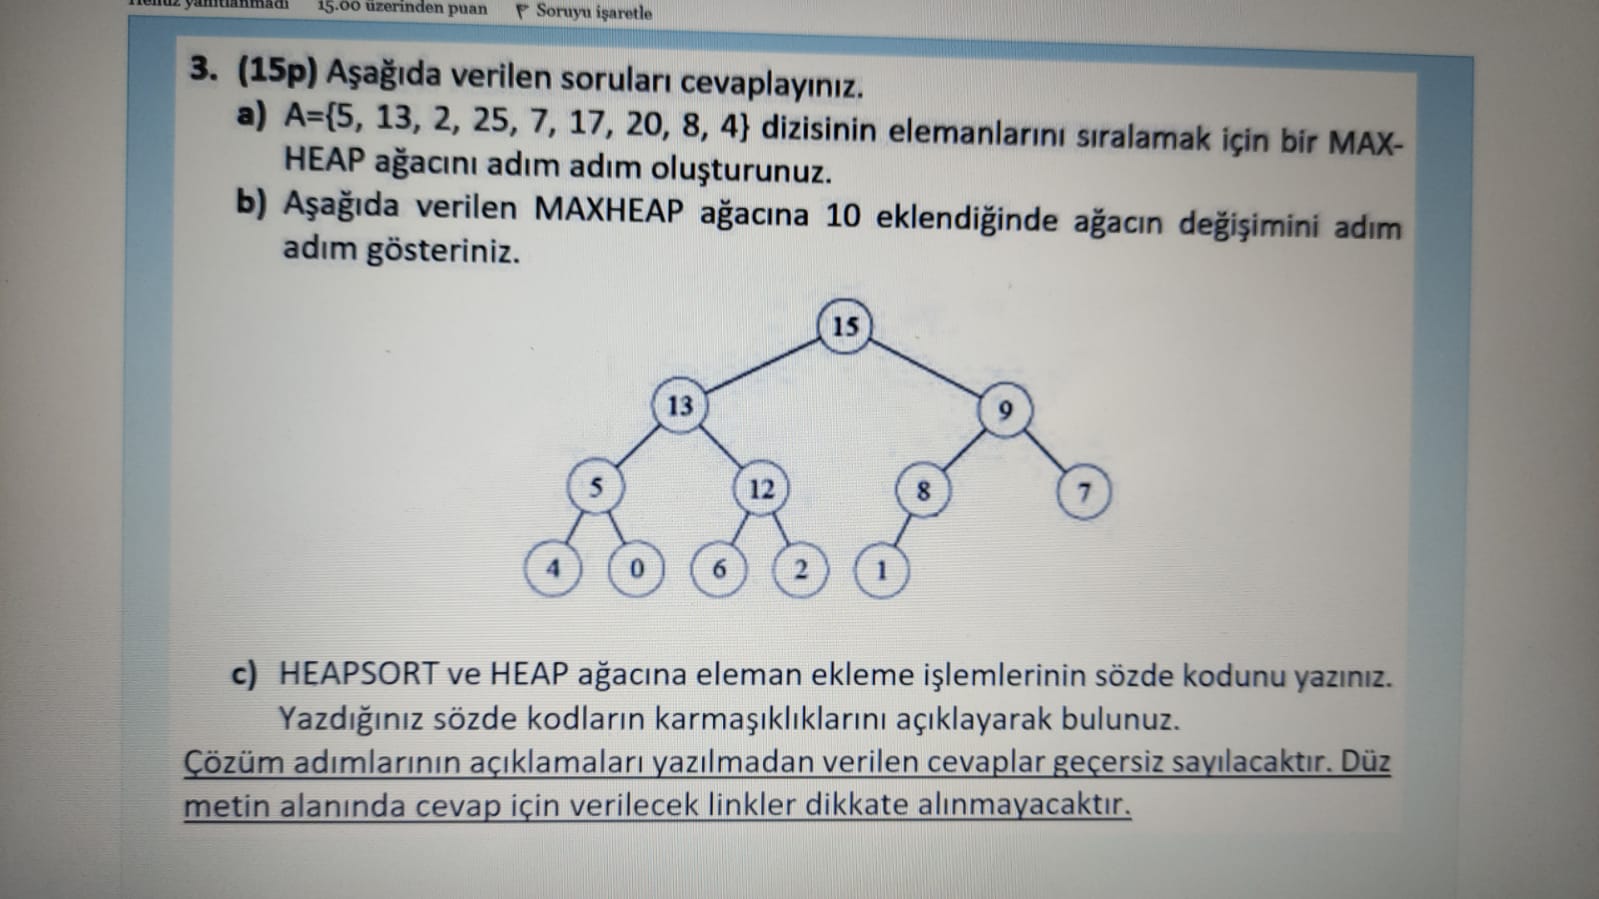 Henüz yanıtlanmadı 15.00 üzerinden puan Soruyu işaretle
3. (15p) Aşağıda verilen soruları cevaplayınız.
a) A={5, 13, 2, 25, 7, 17, 20, 8, 4} dizisinin elemanlarını sıralamak için bir MAX-
HEAP ağacını adım adım oluşturunuz.
b) Aşağıda verilen MAXHEAP ağacına 10 eklendiğinde ağacın değişimini adım
adım gösteriniz.
15
13 9
5 12 8 7
4 0 6 2 1
c) HEAPSORT ve HEAP ağacına eleman ekleme işlemlerinin sözde kodunu yazınız.
Yazdığınız sözde kodların karmaşıklıklarını açıklayarak bulunuz.
Çözüm adımlarının açıklamaları yazılmadan verilen cevaplar geçersiz sayılacaktır. Düz
metin alanında cevap için verilecek linkler dikkate alınmayacaktır.